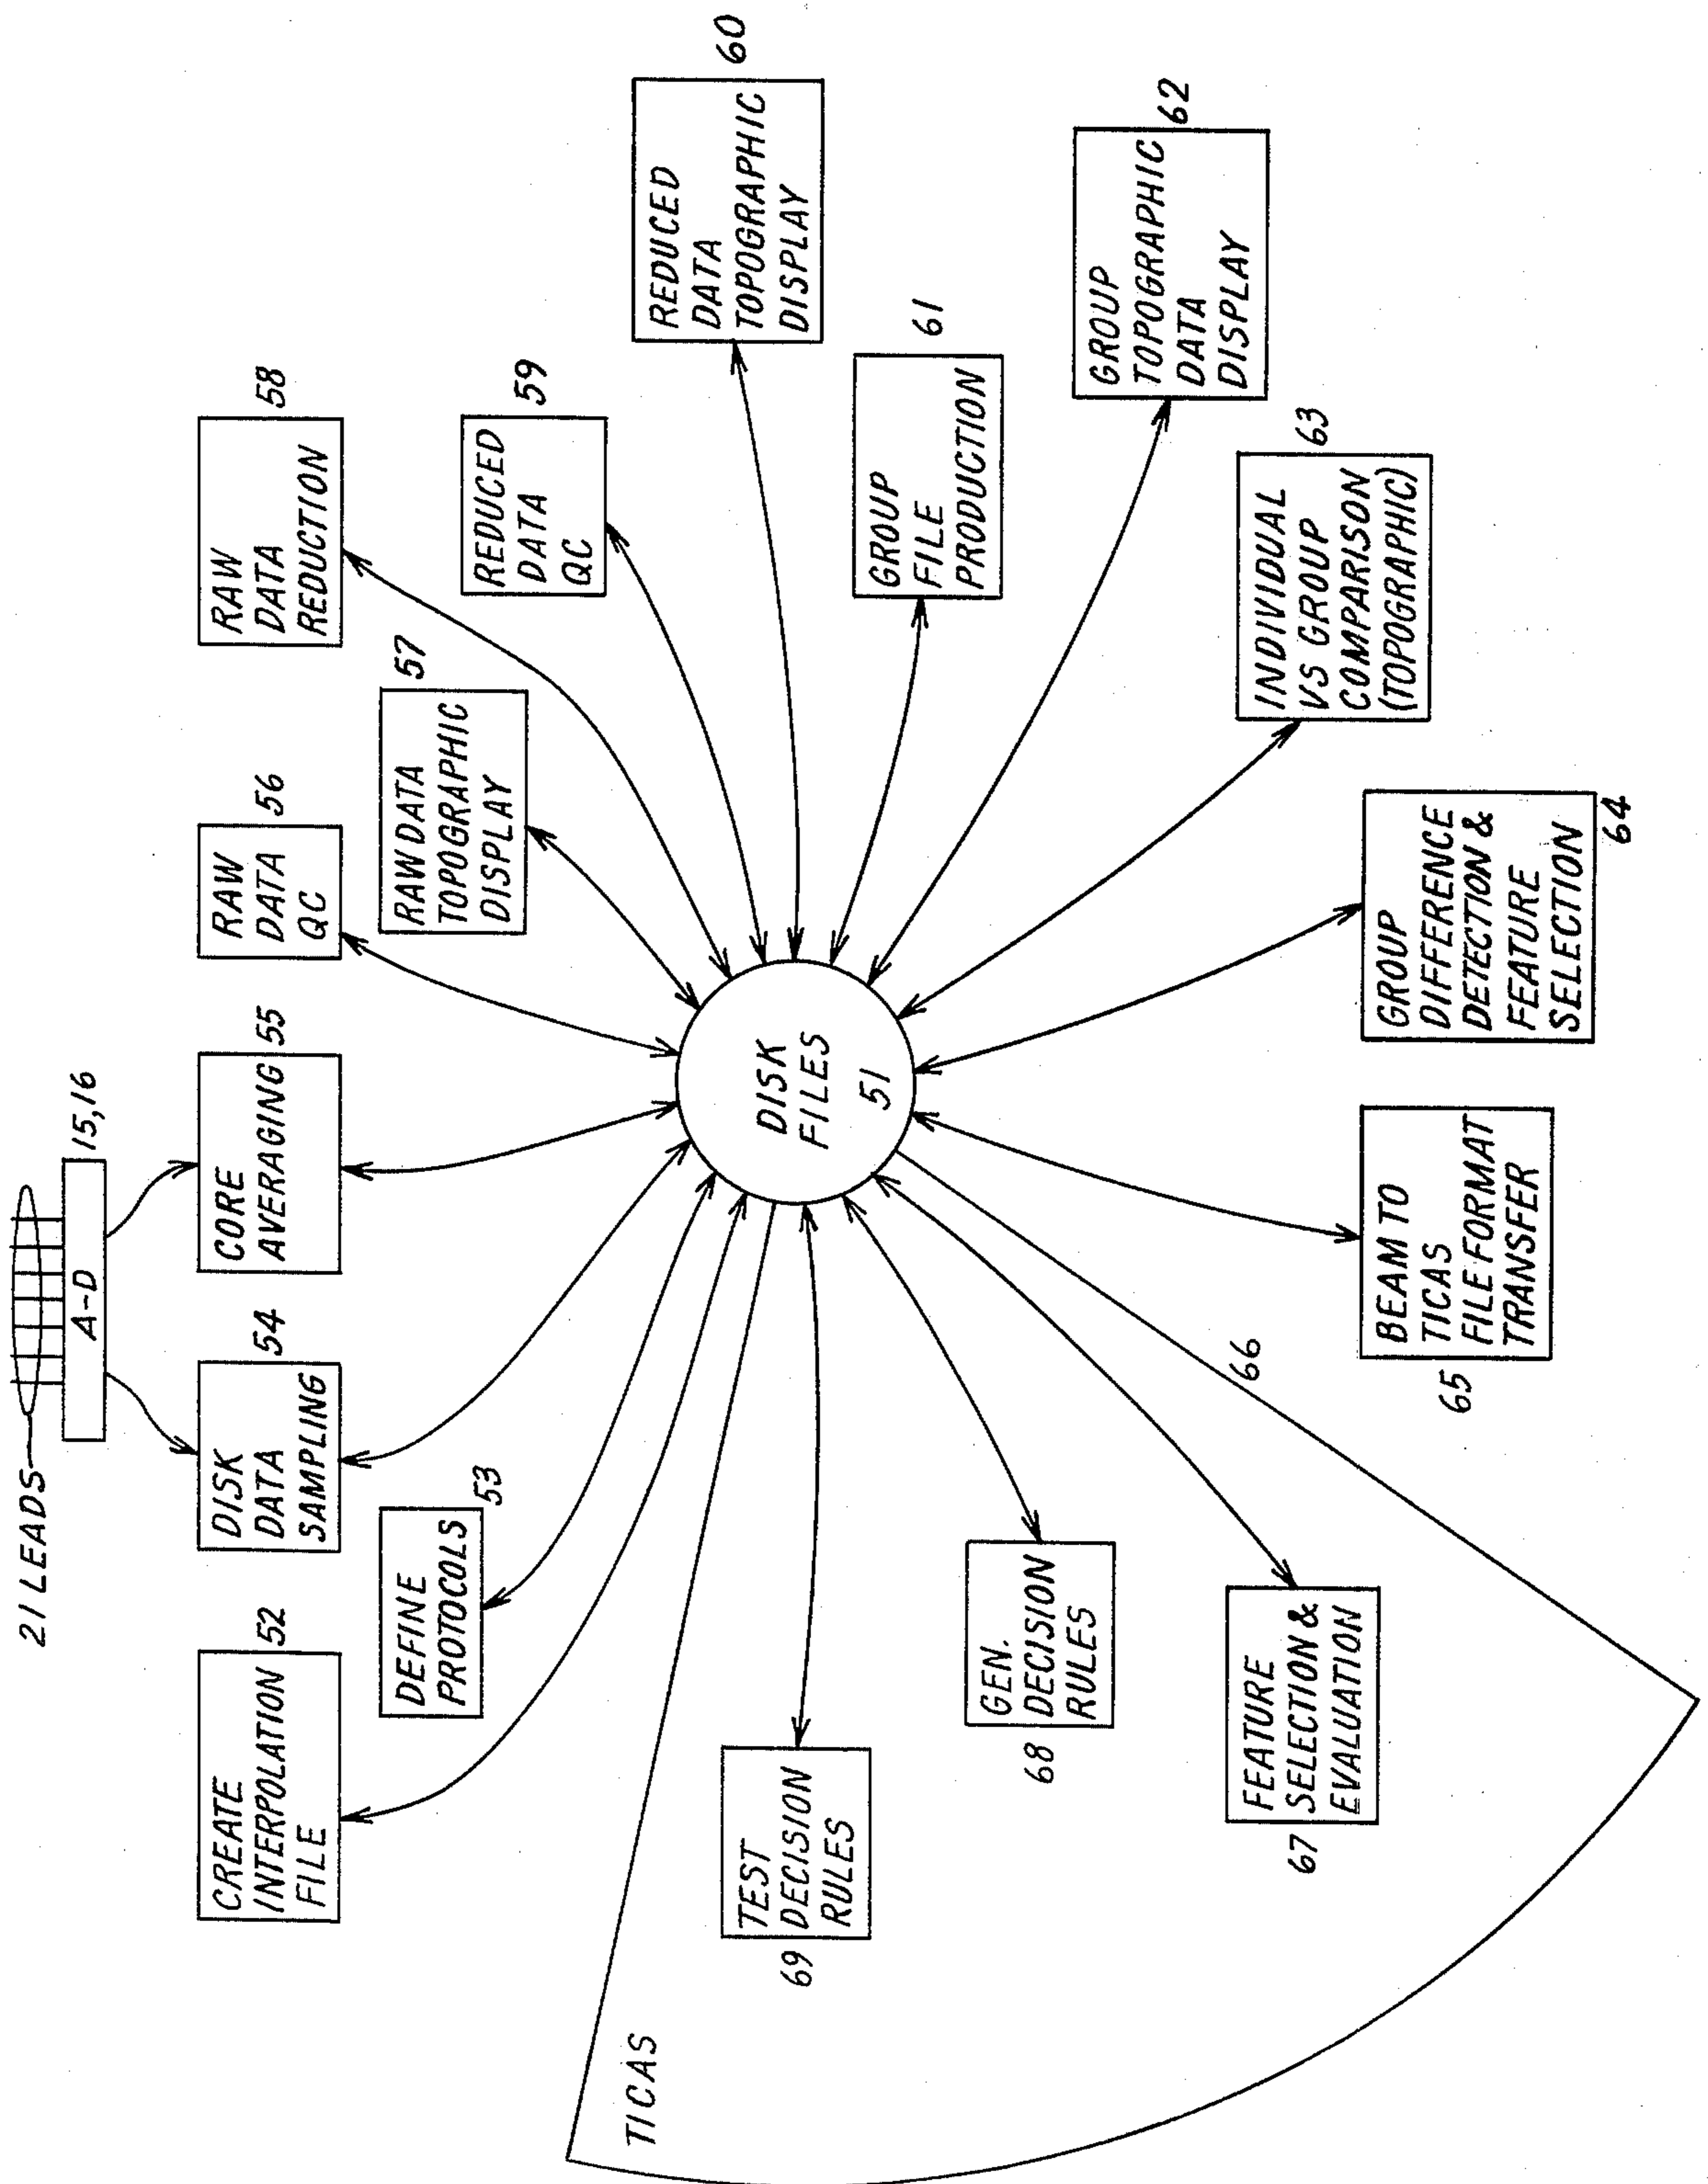 21 LEADS
A-D
15,16
CREATE
INTERPOLATION
FILE
52
DEFINE
PROTOCOLS
53
DISK
DATA
SAMPLING
54
CORE
AVERAGING
55
RAW
DATA
QC
56
RAW DATA
TOPOGRAPHIC
DISPLAY
57
RAW
DATA
REDUCTION
58
REDUCED
DATA
QC
59
REDUCED
DATA
TOPOGRAPHIC
DISPLAY
60
GROUP
FILE
PRODUCTION
61
GROUP
TOPOGRAPHIC
DATA
DISPLAY
62
INDIVIDUAL
VS GROUP
COMPARISON
(TOPOGRAPHIC)
63
GROUP
DIFFERENCE
DETECTION &
FEATURE
SELECTION
64
BEAM TO
TICAS
FILE FORMAT
TRANSFER
65
66
FEATURE
SELECTION &
EVALUATION
67
GEN.
DECISION
RULES
68
TEST
DECISION
RULES
69
TICAS
DISK
FILES
51